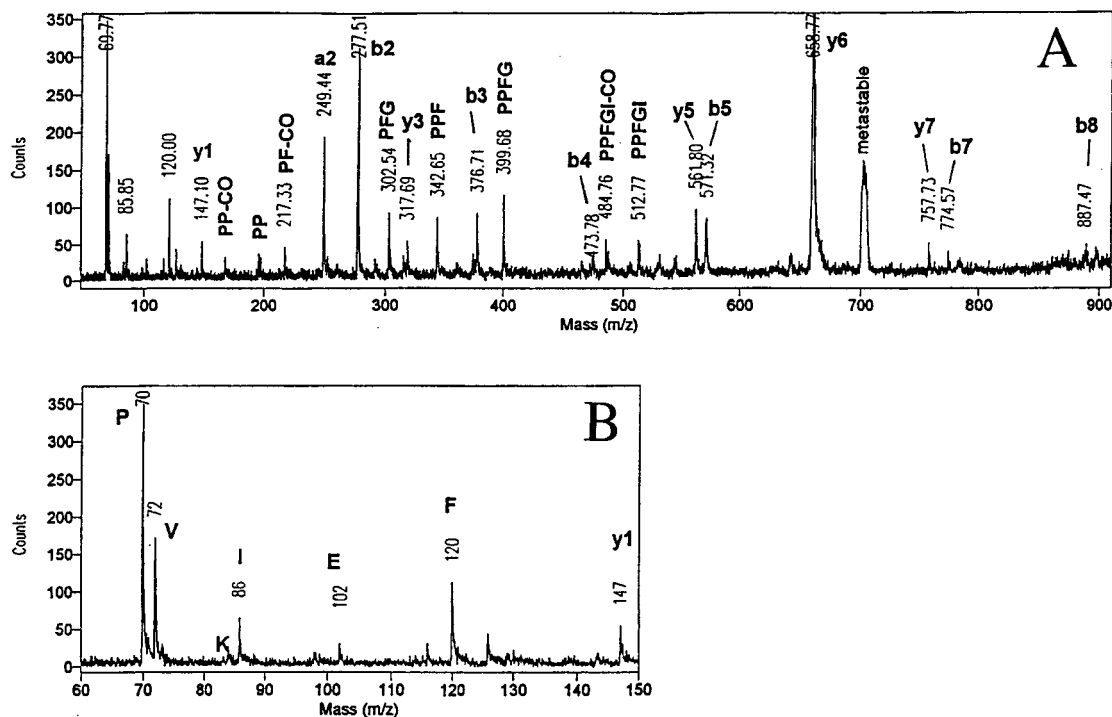 A
350
300
250
200
150
100
50
0
Counts
69.77
85.85
120.00
y1
147.10
PP-CO
PP
PF-CO
217.33
a2
249.44
b2
277.51
PFG
302.54
y3
317.69
PPF
342.65
b3
376.71
PPFG
399.68
b4
473.78
PPFGI-CO
484.76
PPFGI
512.77
y5
561.80
b5
571.32
y6
658.77
metastable
y7
757.73
b7
774.57
b8
887.47
100 200 300 400 500 600 700 800 900
Mass (m/z)
B
350
300
250
200
150
100
50
0
Counts
P
70
72
V
K
I
86
E
102
F
120
y1
147
60 70 80 90 100 110 120 130 140 150
Mass (m/z)